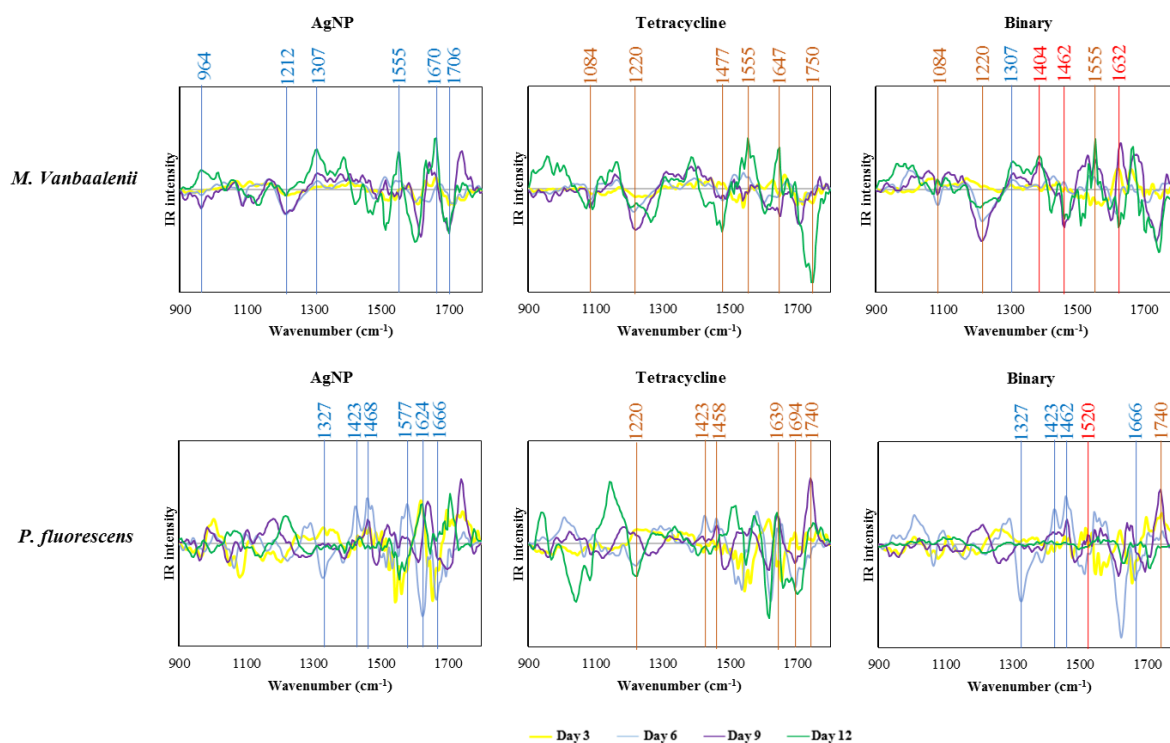 AgNP
Tetracycline
Binary
964
1212
1307
1555
1670
1706
1084
1220
1477
1555
1647
1750
1084
1220
1307
1404
1462
1555
1632
M. Vanbaalenii
IR intensity
IR intensity
IR intensity
900 1100 1300 1500 1700
900 1100 1300 1500 1700
900 1100 1300 1500 1700
Wavenumber (cm-1)
Wavenumber (cm-1)
Wavenumber (cm-1)
AgNP
Tetracycline
Binary
1327
1423
1468
1577
1624
1666
1220
1423
1458
1639
1694
1740
1327
1423
1462
1520
1666
1740
P. fluorescens
IR intensity
IR intensity
IR intensity
900 1100 1300 1500 1700
900 1100 1300 1500 1700
900 1100 1300 1500 1700
Wavenumber (cm-1)
Wavenumber (cm-1)
Wavenumber (cm-1)
Day 3 Day 6 Day 9 Day 12